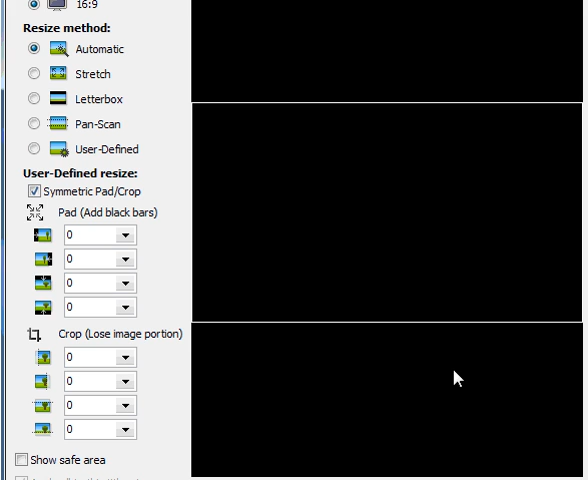 16:9
Resize method:
Automatic
Stretch
Letterbox
Pan-Scan
User-Defined
User-Defined resize:
Symmetric Pad/Crop
Pad (Add black bars)
0
0
0
0
Crop (Lose image portion)
0
0
0
0
Show safe area